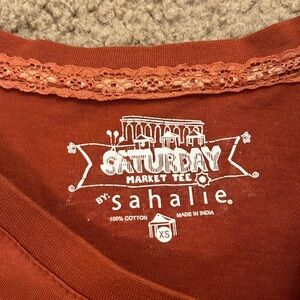 SATURDAY
MARKET TEE
BY: sahalie®
100% COTTON MADE IN INDIA
XS